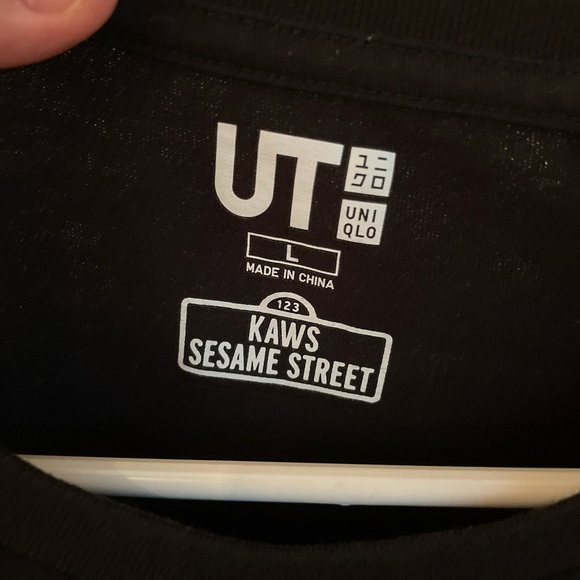 UT
ユニ
クロ
UNI
QLO
L
MADE IN CHINA
123
KAWS
SESAME STREET